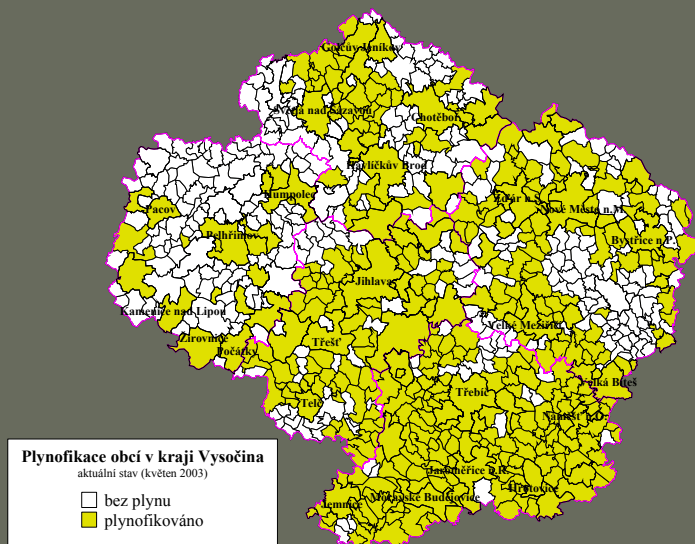 Golčův Jeníkov
Světlá nad Sázavou
Chotěboř
Havlíčkův Brod
Humpolec
Žďár n.S.
Nové Město n.M.
Pacov
Pelhřimov
Bystřice n.P.
Jihlava
Kamenice nad Lipou
Velké Meziříčí
Žirovnice
Třešť
Počátky
Velká Bíteš
Třebíč
Telč
Náměšť n.O.
Jaroměřice n.R.
Hrotovice
Moravské Budějovice
Jemnice
Plynofikace obcí v kraji Vysočina
aktuální stav (květen 2003)
bez plynu
plynofikováno